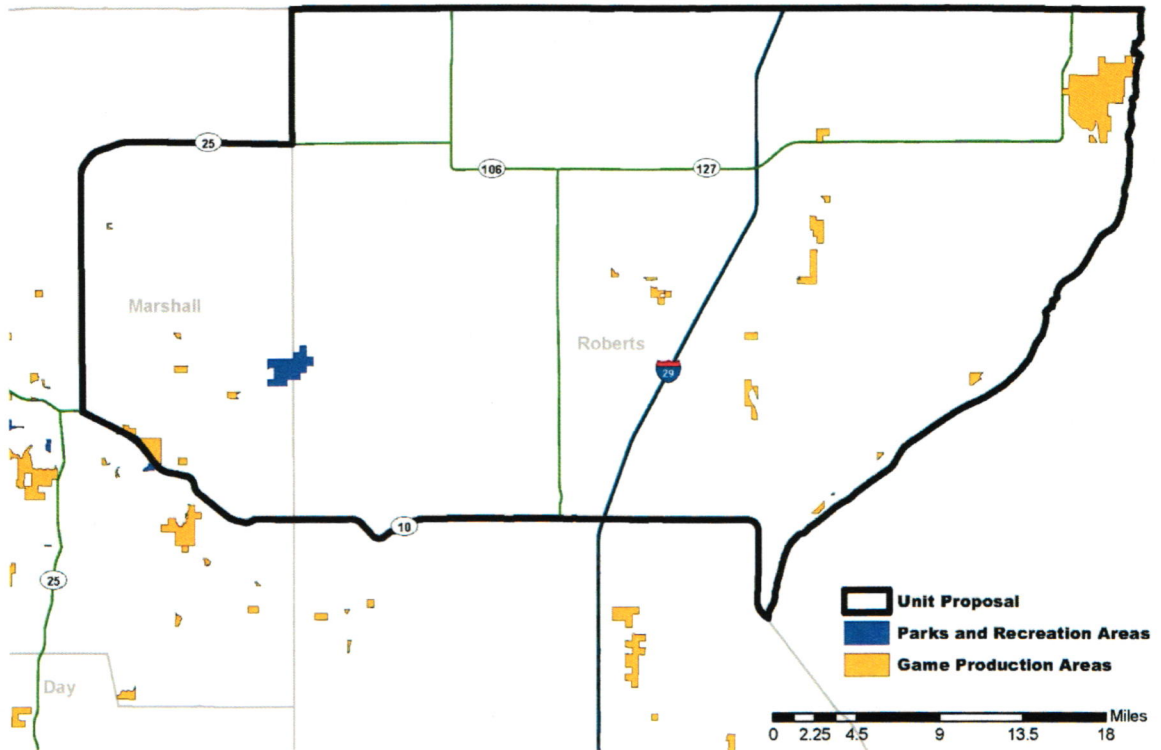 25
106
127
Marshall
Roberts
29
10
25
Day
Unit Proposal
Parks and Recreation Areas
Game Production Areas
Miles
0 2.25 4.5 9 13.5 18